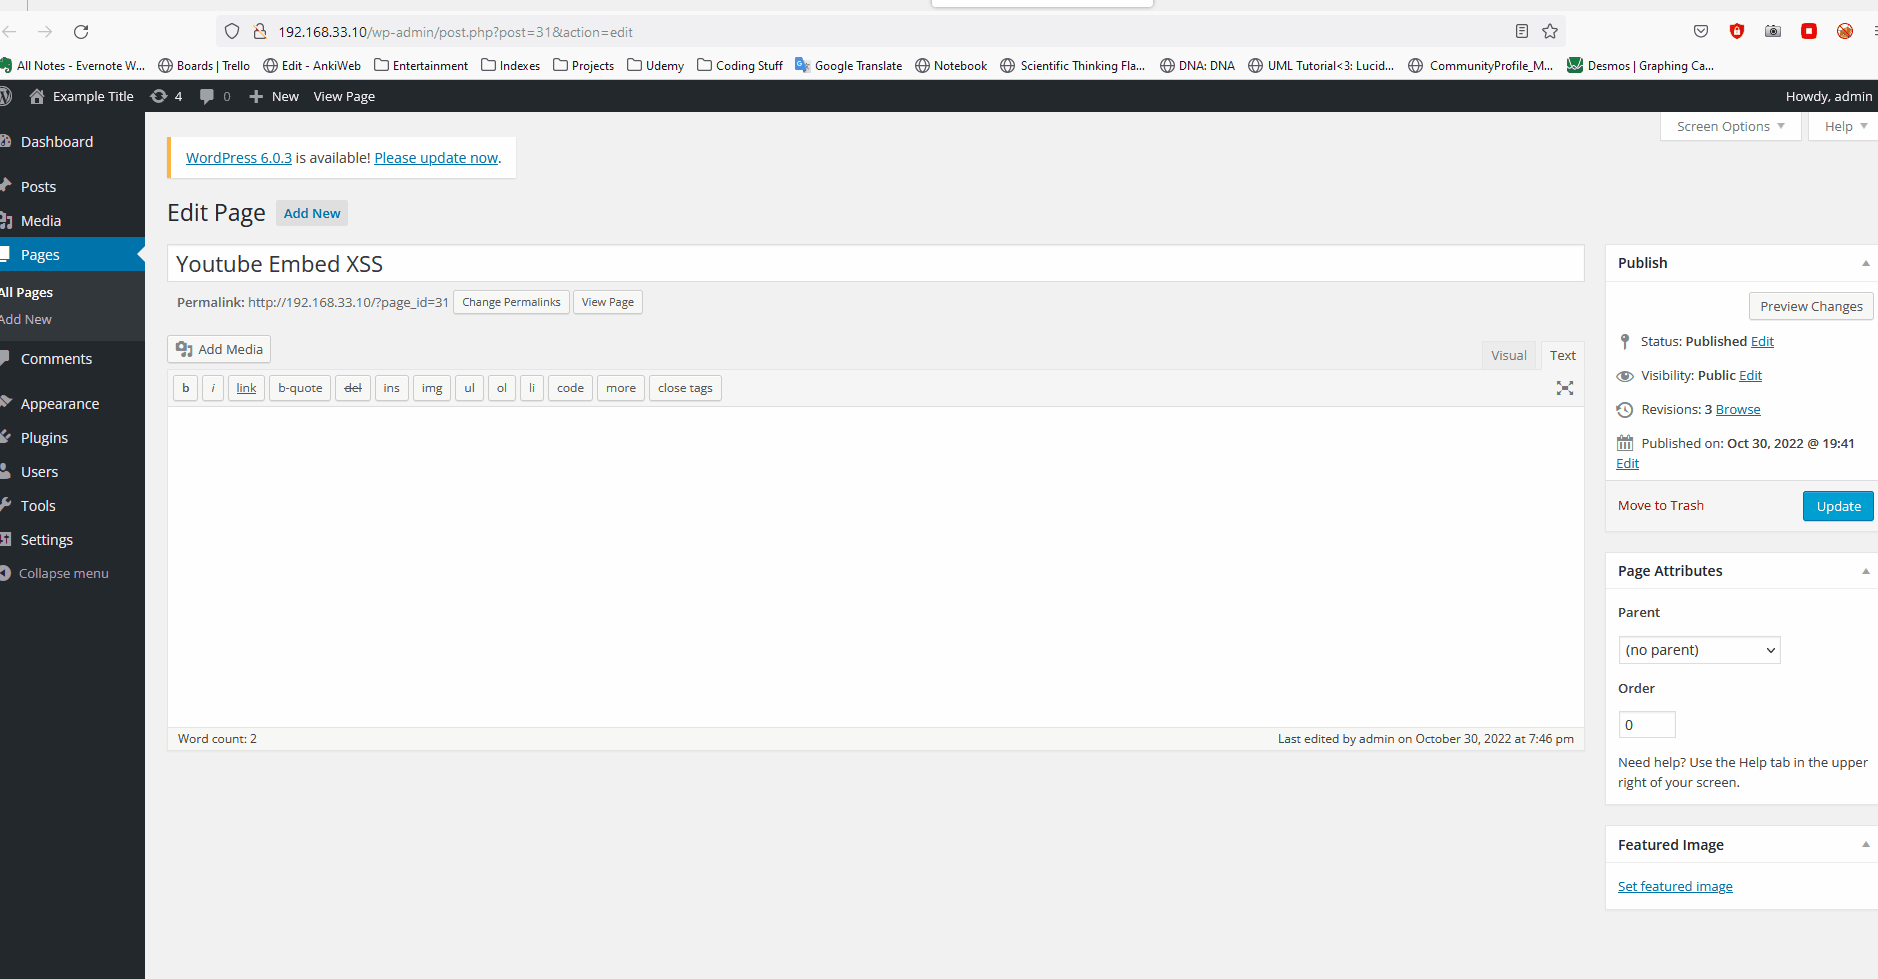 192.168.33.10/wp-admin/post.php?post=31&action=edit
All Notes - Evernote W... Boards | Trello Edit - AnkiWeb Entertainment Indexes Projects Udemy Coding Stuff Google Translate Notebook Scientific Thinking Fla... DNA: DNA UML Tutorial<3: Lucid... CommunityProfile_M... Desmos | Graphing Ca...
Example Title 4 0 New View Page Howdy, admin
Screen Options Help
Dashboard
Posts
Media
Pages
All Pages
Add New
Comments
Appearance
Plugins
Users
Tools
Settings
Collapse menu
WordPress 6.0.3 is available! Please update now.
Edit Page Add New
Youtube Embed XSS
Permalink: http://192.168.33.10/?page_id=31 Change Permalinks View Page
Add Media
Visual Text
b i link b-quote del ins img ul ol li code more close tags
Word count: 2 Last edited by admin on October 30, 2022 at 7:46 pm
Publish
Preview Changes
Status: Published Edit
Visibility: Public Edit
Revisions: 3 Browse
Published on: Oct 30, 2022 @ 19:41
Edit
Move to Trash Update
Page Attributes
Parent
(no parent)
Order
0
Need help? Use the Help tab in the upper
right of your screen.
Featured Image
Set featured image